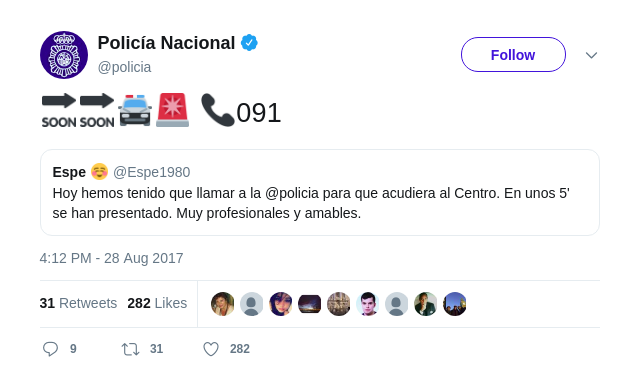 Policía Nacional
@policia
Follow
SOON SOON 091
Espe @Espe1980
Hoy hemos tenido que llamar a la @policia para que acudiera al Centro. En unos 5'
se han presentado. Muy profesionales y amables.
4:12 PM - 28 Aug 2017
31 Retweets 282 Likes
9 31 282